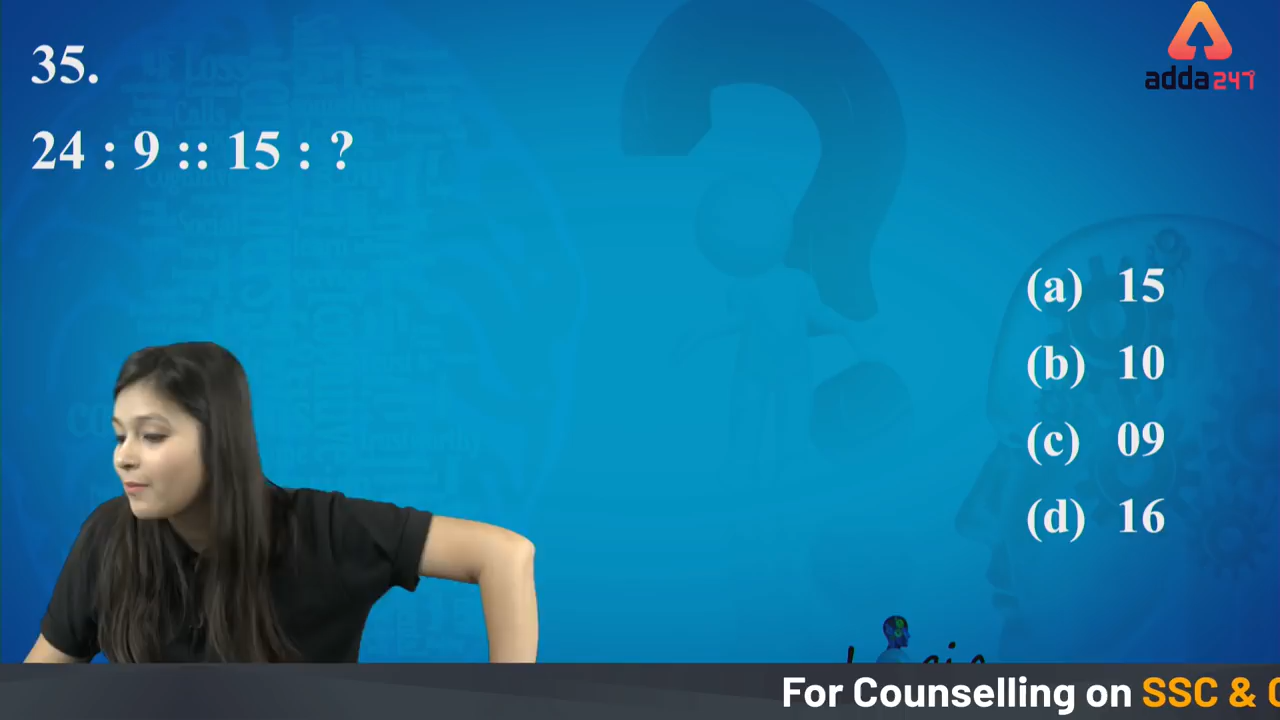 35.
adda247
24 : 9 :: 15 : ?
(a) 15
(b) 10
(c) 09
(d) 16
For Counselling on SSC &